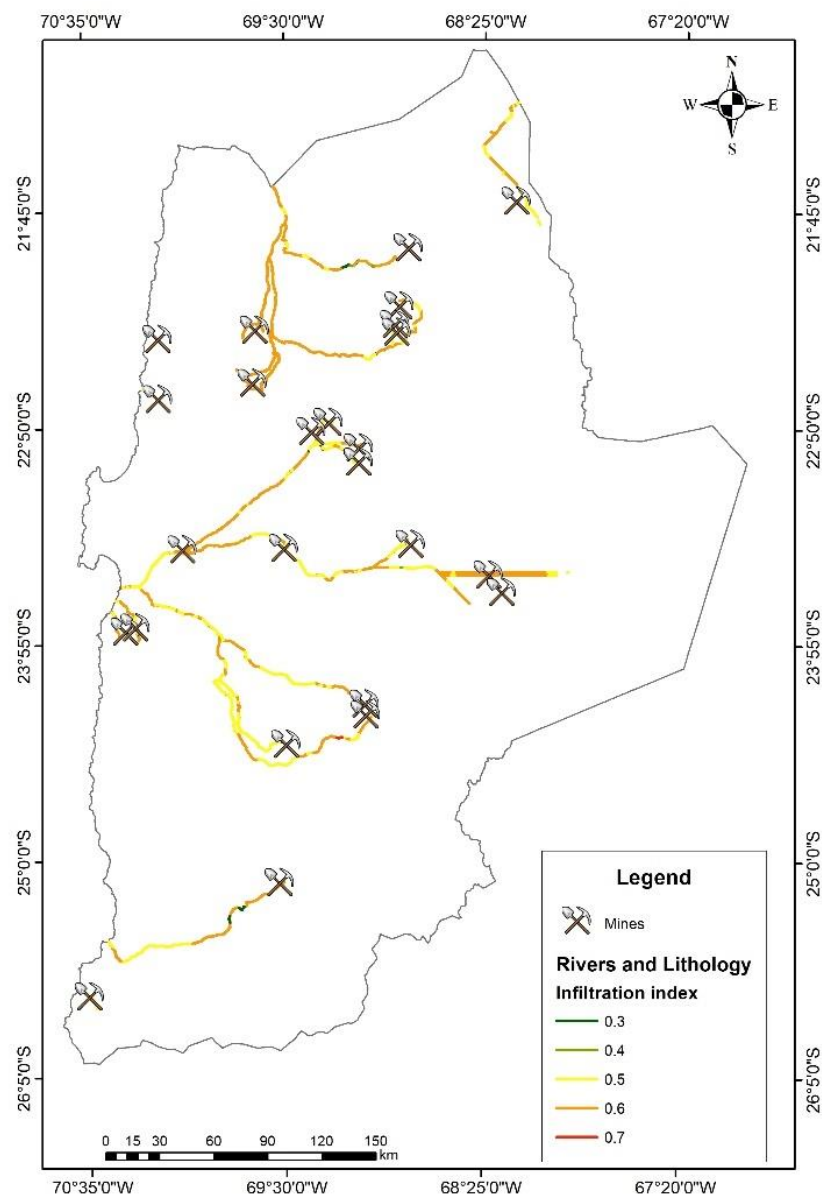 70°35'0"W 69°30'0"W 68°25'0"W 67°20'0"W
N
W E
S
21°45'0"S 21°45'0"S
22°50'0"S 22°50'0"S
23°55'0"S 23°55'0"S
25°0'0"S 25°0'0"S
26°5'0"S 26°5'0"S
Legend
Mines
Rivers and Lithology
Infiltration index
0.3
0.4
0.5
0.6
0.7
0 15 30 60 90 120 150
km
70°35'0"W 69°30'0"W 68°25'0"W 67°20'0"W